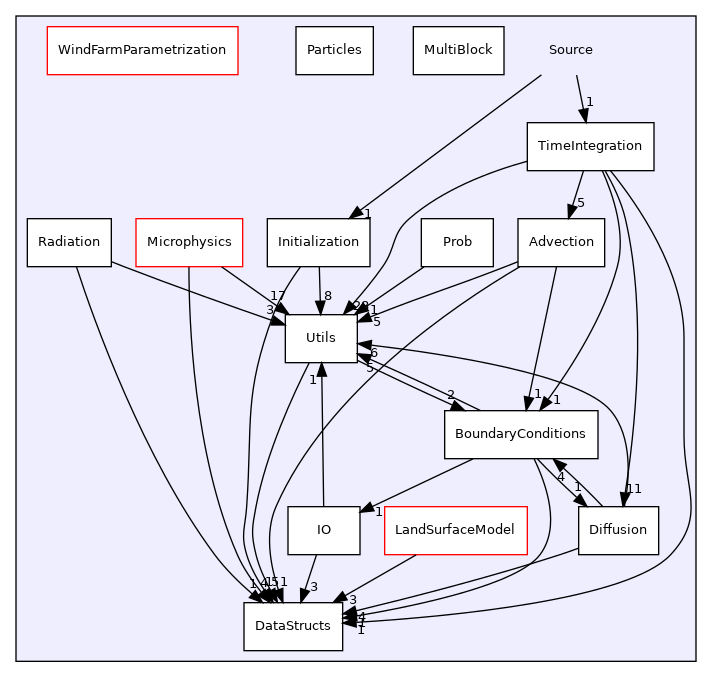 WindFarmParametrization
Particles
MultiBlock
Source
1
TimeIntegration
5
1
Radiation
Microphysics
Initialization
Prob
Advection
17
8
3
1
5
Utils
6
1
5
2
1
1
BoundaryConditions
4
1
11
1
IO
LandSurfaceModel
Diffusion
1
3
3
1
DataStructs